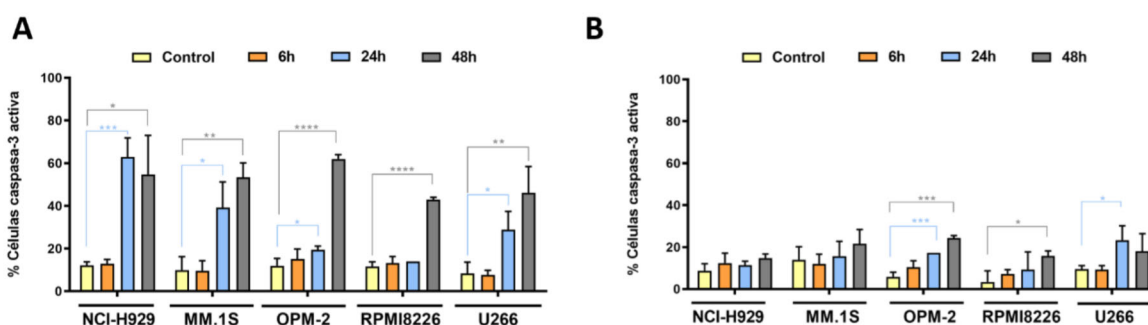 A
Control 6h 24h 48h
% Células caspasa-3 activa
100
80
60
40
20
0
* *** ** * **** * **** ** *
NCI-H929 MM.1S OPM-2 RPMI8226 U266
B
Control 6h 24h 48h
% Células caspasa-3 activa
100
80
60
40
20
0
*** *** * *
NCI-H929 MM.1S OPM-2 RPMI8226 U266